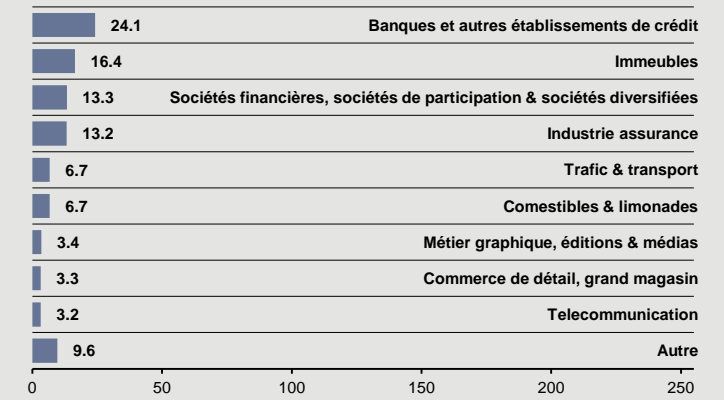 24.1 Banques et autres établissements de crédit
16.4 Immeubles
13.3 Sociétés financières, sociétés de participation & sociétés diversifiées
13.2 Industrie assurance
6.7 Trafic & transport
6.7 Comestibles & limonades
3.4 Métier graphique, éditions & médias
3.3 Commerce de détail, grand magasin
3.2 Telecommunication
9.6 Autre
0 50 100 150 200 250